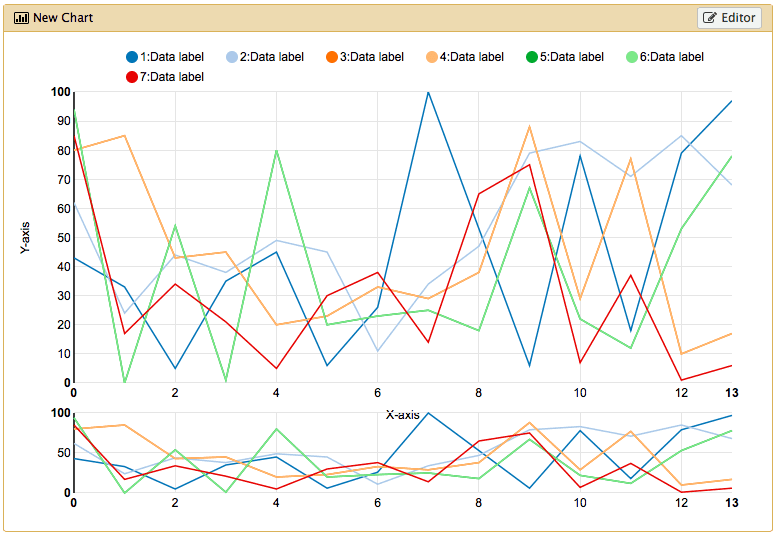 New Chart Editor
1:Data label 2:Data label 3:Data label 4:Data label 5:Data label 6:Data label
7:Data label
100
90
80
70
60
50
40
30
20
10
0
Y-axis
0 2 4 6 8 10 12 13
X-axis
100
50
0
0 2 4 6 8 10 12 13